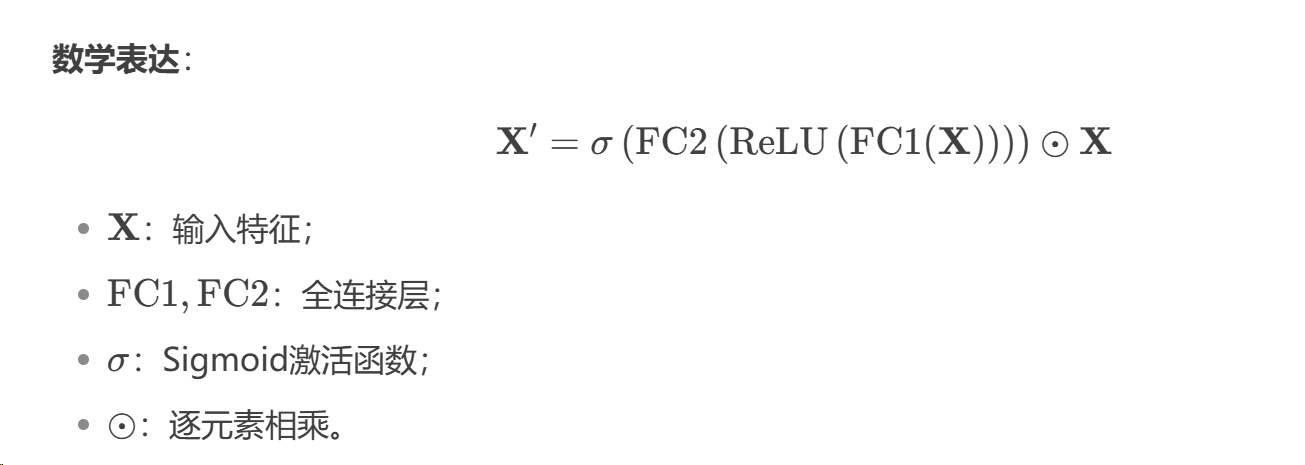 数学表达：
X′ = σ (FC2 (ReLU (FC1(X)))) ⊙ X
• X：输入特征；
• FC1, FC2：全连接层；
• σ：Sigmoid激活函数；
• ⊙：逐元素相乘。